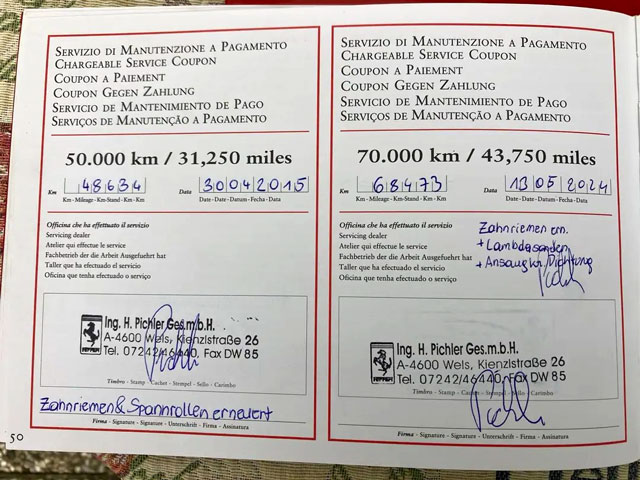 SERVIZIO DI MANUTENZIONE A PAGAMENTO
CHARGEABLE SERVICE COUPON
COUPON A PAIEMENT
COUPON GEGEN ZAHLUNG
SERVICIO DE MANTENIMIENTO DE PAGO
SERVIÇOS DE MANUTENÇÃO A PAGAMENTO
50.000 km / 31,250 miles
Km 48634 Data 30042015
Km - Mileage - Km-Stand - Km - Km Date - Date - Datum - Fecha - Data
Officina che ha effettuato il servizio
Servicing dealer
Atelier qui effectue le service
Fachbetrieb der die Arbeit Ausgefuehrt hat
Taller que ha efectuado el servicio
Oficina que tenha efectuado o serviço
Ing. H. Pichler Ges.m.b.H.
A-4600 Wels, Kienzlstraße 26
Tel. 07242/46440, Fax DW 85
FERRARI
Timbro - Stamp - Cachet - Stempel - Sello - Carimbo
Zahnriemen & Spannrollen erneuert
Firma - Signature - Signature - Unterschrift - Firma - Assinatura
50
SERVIZIO DI MANUTENZIONE A PAGAMENTO
CHARGEABLE SERVICE COUPON
COUPON A PAIEMENT
COUPON GEGEN ZAHLUNG
SERVICIO DE MANTENIMIENTO DE PAGO
SERVIÇOS DE MANUTENÇÃO A PAGAMENTO
70.000 km / 43,750 miles
Km 68473 Data 13052024
Km - Mileage - Km-Stand - Km - Km Date - Date - Datum - Fecha - Data
Officina che ha effettuato il servizio
Servicing dealer
Atelier qui effectue le service
Fachbetrieb der die Arbeit Ausgefuehrt hat
Taller que ha efectuado el servicio
Oficina que tenha efectuado o serviço
Zahnriemen ern.
+ Lambdasonden
+ Ansaugkr. Dichtung
Ing. H. Pichler Ges.m.b.H.
A-4600 Wels, Kienzlstraße 26
Tel. 07242/46440, Fax DW 85
FERRARI
Timbro - Stamp - Cachet - Stempel - Sello - Carimbo
Firma - Signature - Signature - Unterschrift - Firma - Assinatura